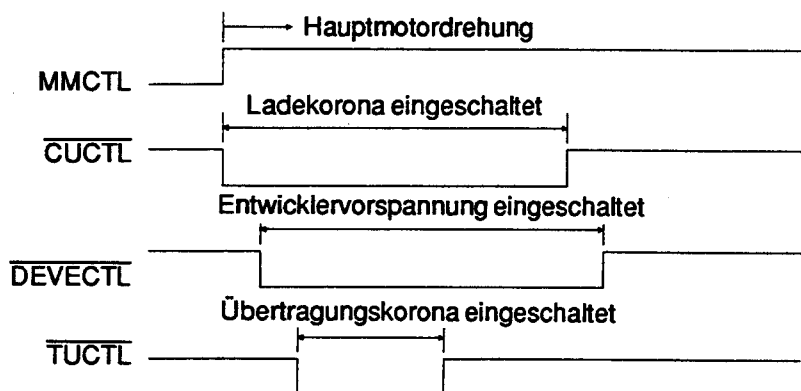 Hauptmotordrehung
MMCTL
Ladekorona eingeschaltet
CUCTL
Entwicklervorspannung eingeschaltet
DEVECTL
Übertragungskorona eingeschaltet
TUCTL